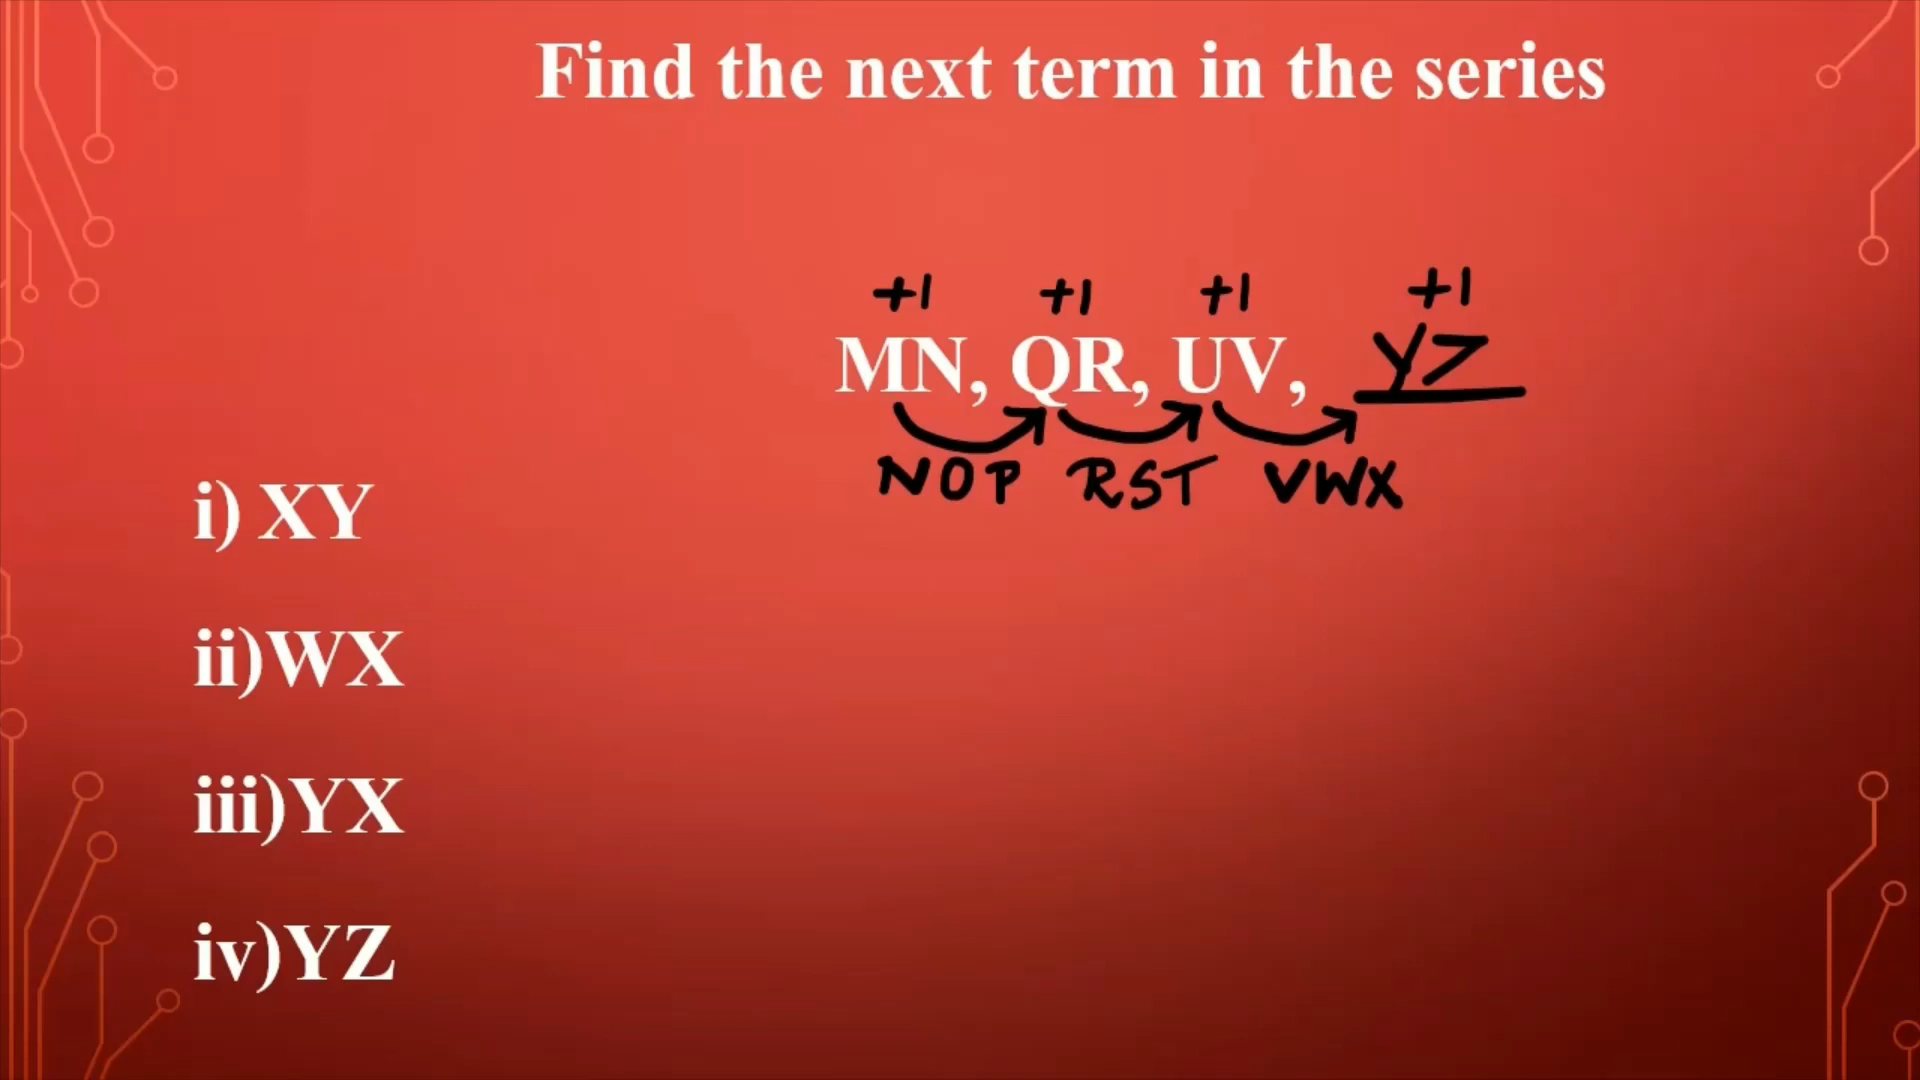 Find the next term in the series
+1 +1 +1 +1
MN, QR, UV, YZ
NOP RST VWX
i) XY
ii)WX
iii)YX
iv)YZ